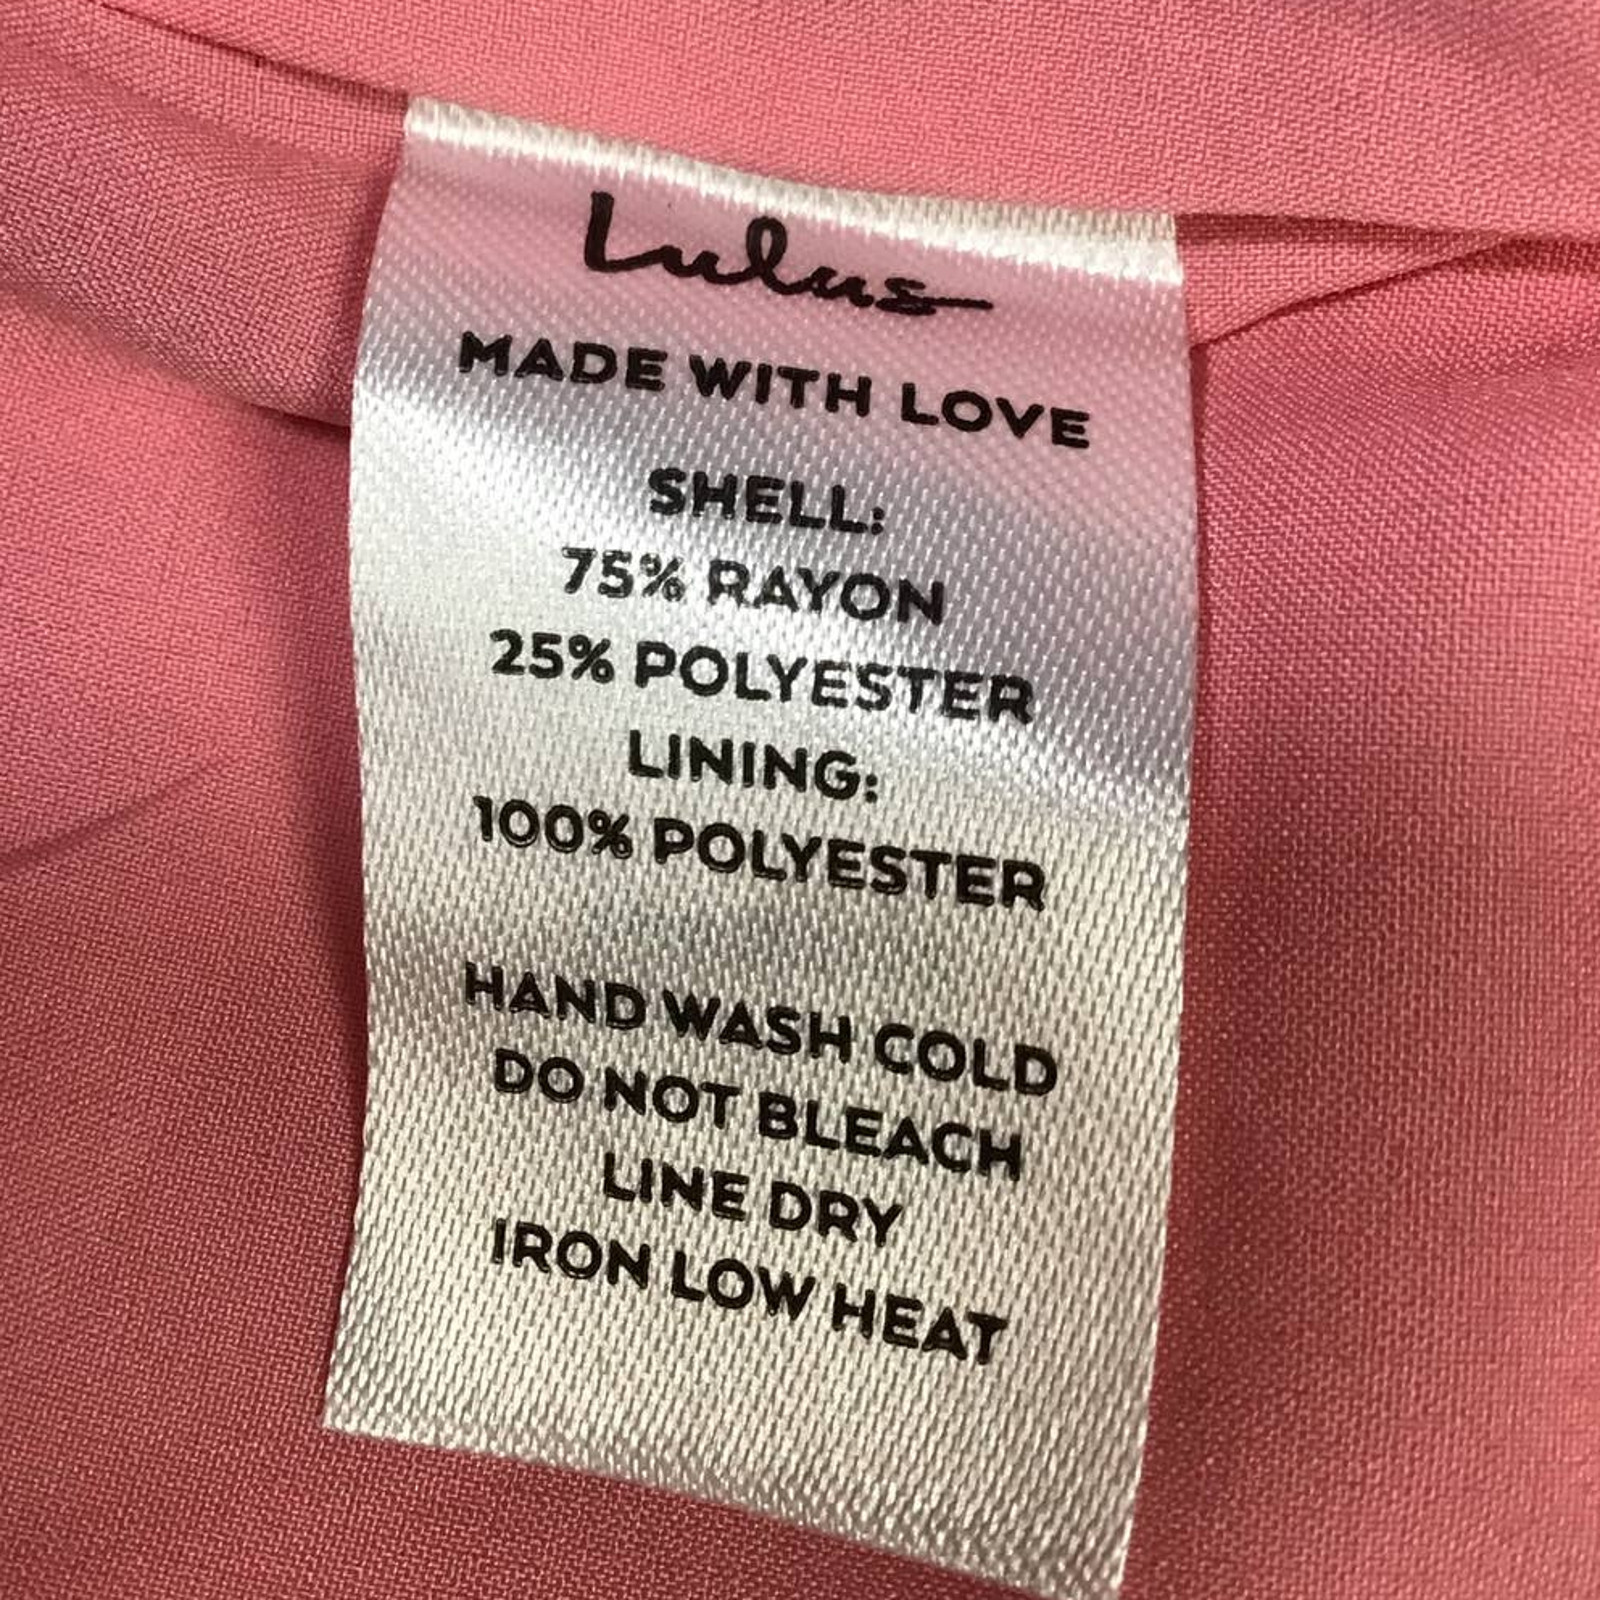 Lulus
MADE WITH LOVE
SHELL:
75% RAYON
25% POLYESTER
LINING:
100% POLYESTER
HAND WASH COLD
DO NOT BLEACH
LINE DRY
IRON LOW HEAT